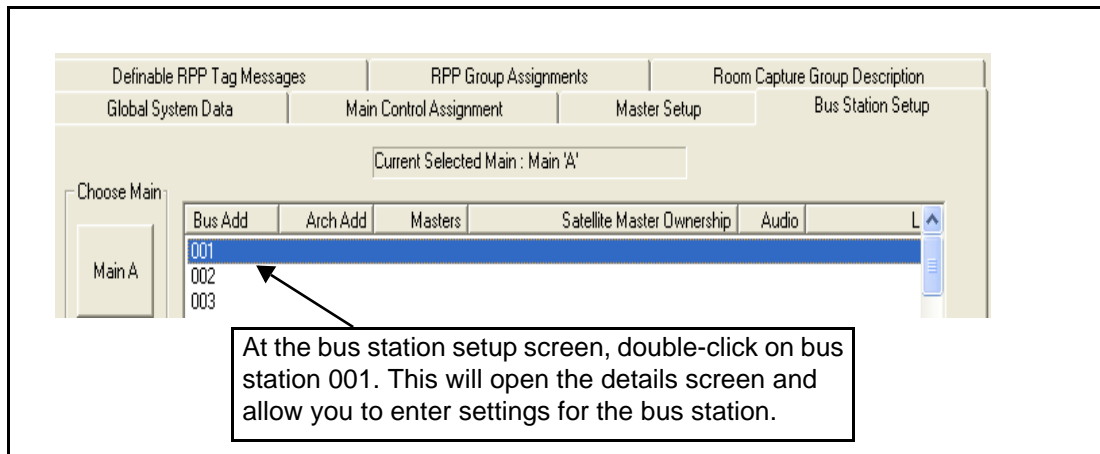 Definable RPP Tag Messages RPP Group Assignments Room Capture Group Description
Global System Data Main Control Assignment Master Setup Bus Station Setup
Current Selected Main : Main 'A'
Choose Main
Bus Add Arch Add Masters Satellite Master Ownership Audio L
Main A
001
002
003
At the bus station setup screen, double-click on bus
station 001. This will open the details screen and
allow you to enter settings for the bus station.